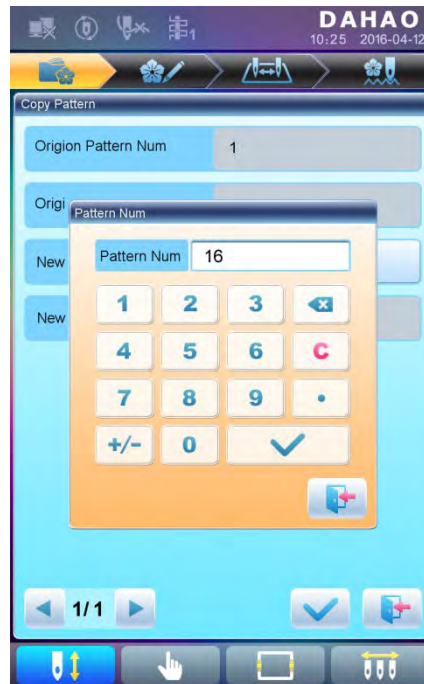 DAHAO
1
10:25 2016-04-12
Copy Pattern
Origion Pattern Num 1
Origi
Pattern Num
New
Pattern Num 16
1 2 3
New
4 5 6 C
7 8 9 •
+/- 0
1/1